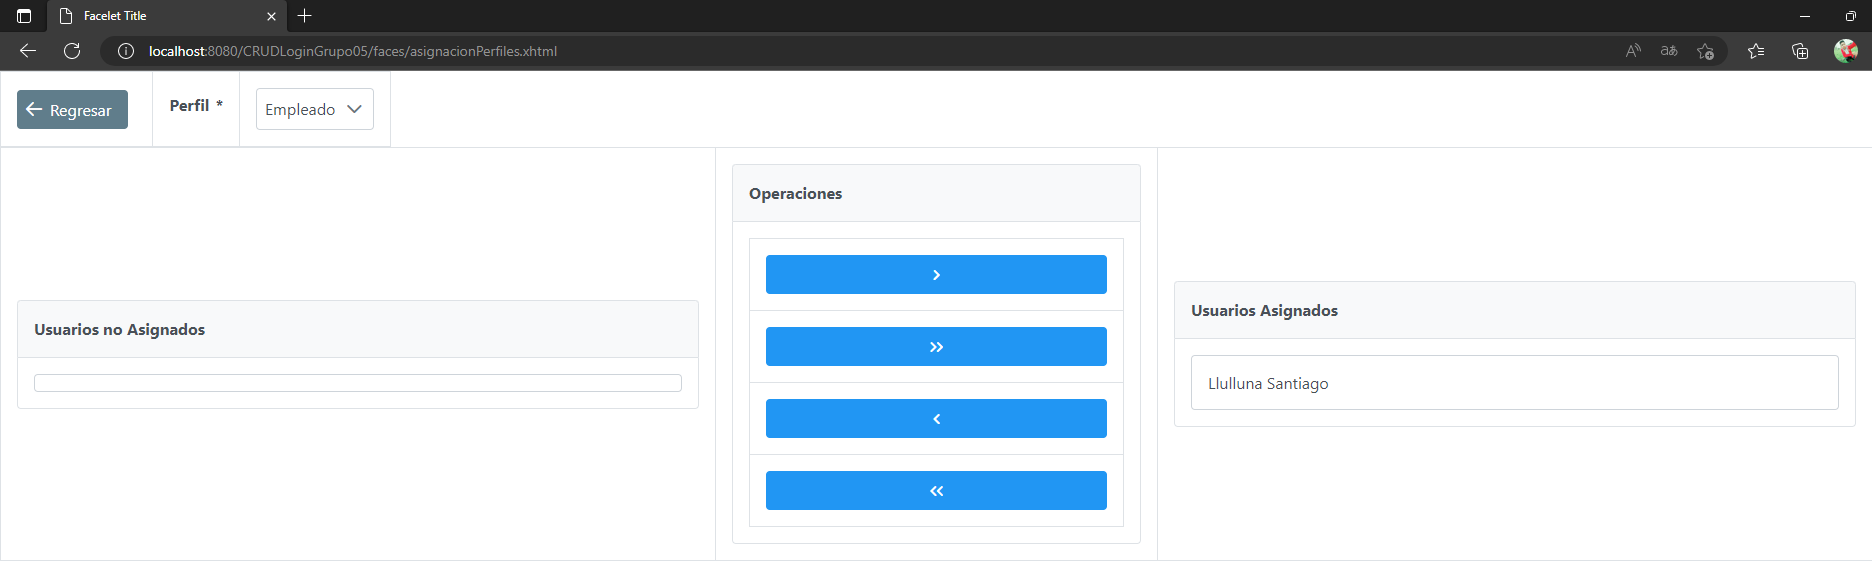 Facelet Title
localhost:8080/CRUDLoginGrupo05/faces/asignacionPerfiles.xhtml
Regresar
Perfil *
Empleado
Operaciones
Usuarios no Asignados
Usuarios Asignados
Llulluna Santiago